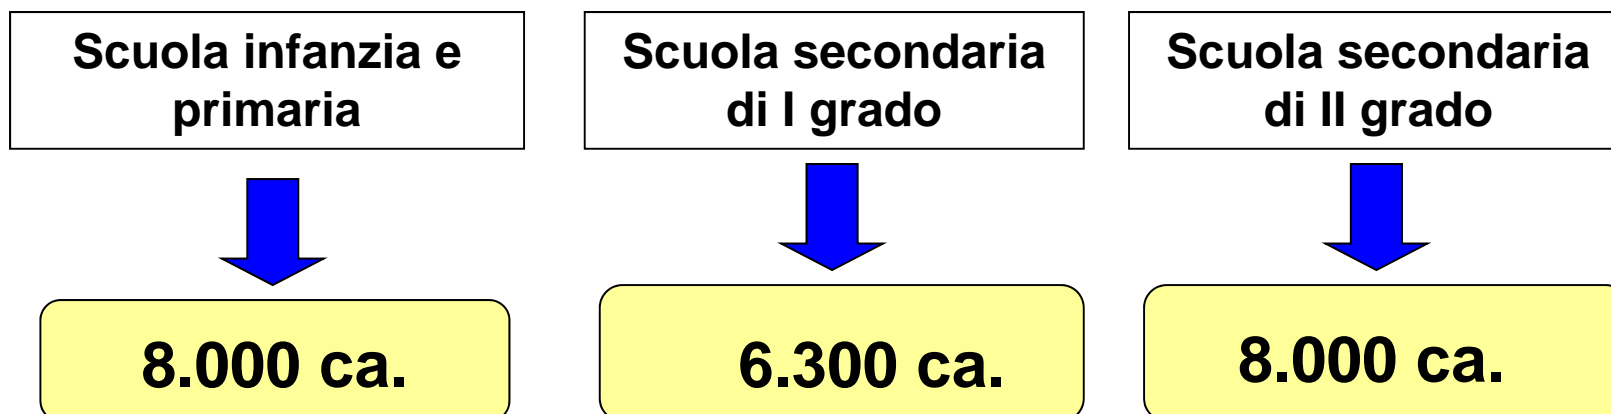 Scuola infanzia e
primaria
Scuola secondaria
di I grado
Scuola secondaria
di II grado
8.000 ca.
6.300 ca.
8.000 ca.